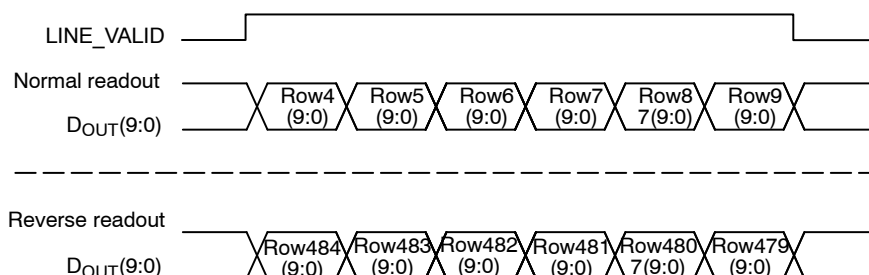 LINE_VALID
Normal readout
Row4 Row5 Row6 Row7 Row8 Row9
DOUT(9:0) (9:0) (9:0) (9:0) (9:0) 7(9:0) (9:0)
Reverse readout
Row484 Row483 Row482 Row481 Row480 Row479
DOUT(9:0) (9:0) (9:0) (9:0) (9:0) 7(9:0) (9:0)